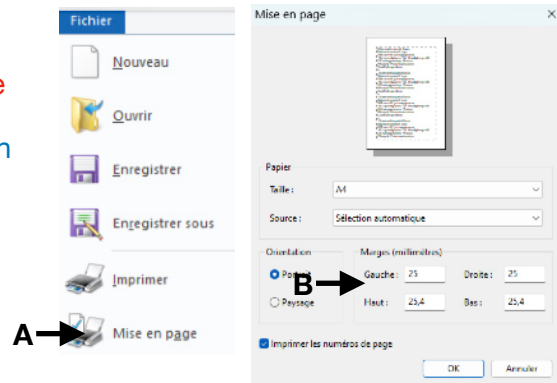 Fichier
Nouveau
Ouvrir
Enregistrer
Enregistrer sous
Imprimer
Mise en page
A
e
n
Mise en page
Papier
Taille : A4
Source : Sélection automatique
Orientation
Portrait
Paysage
Marges (millimètres)
Gauche : 25 Droite : 25
Haut : 25,4 Bas : 25,4
B
Imprimer les numéros de page
OK Annuler